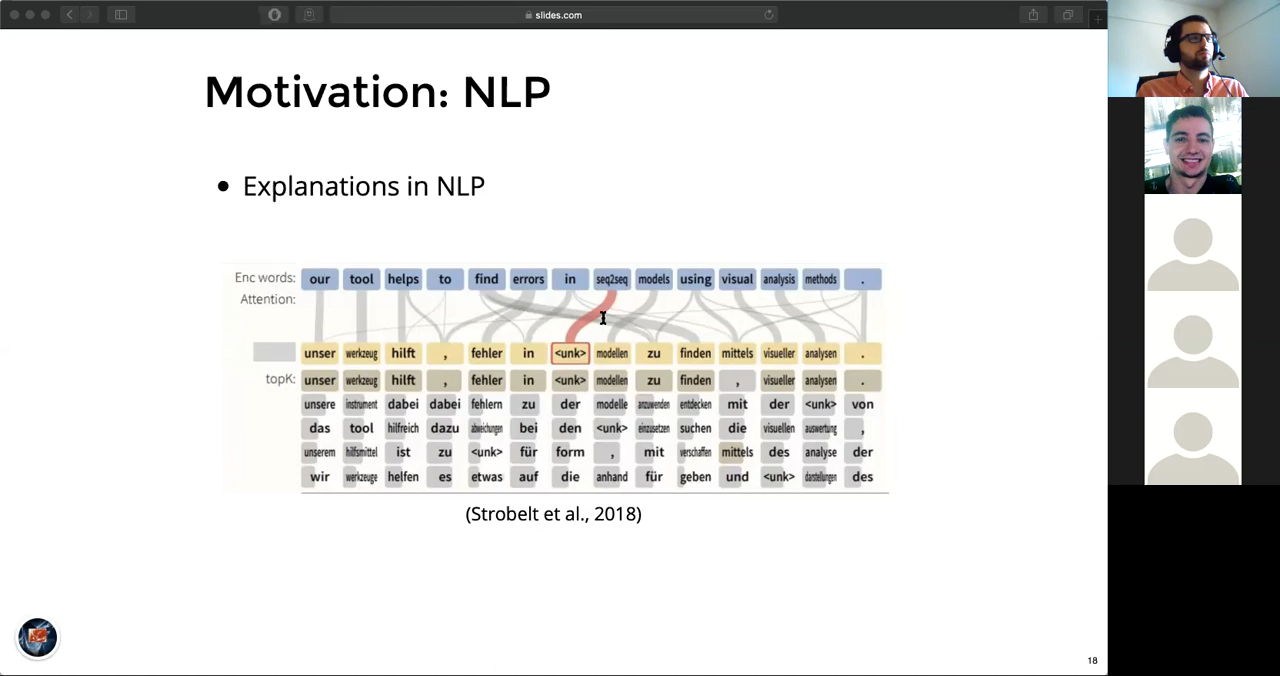 slides.com
Motivation: NLP
Explanations in NLP
Enc words: our tool helps to find errors in seq2seq models using visual analysis methods .
Attention:
unser werkzeug hilft , fehler in <unk> modellen zu finden mittels visueller analysen .
topK: unser werkzeug hilft , fehler in <unk> modellen zu finden , visueller analysen .
unsere instrument dabei dabei fehlern zu der modelle anzuwenden entdecken mit der <unk> von
das tool hilfreich dazu abweichungen bei den <unk> einzusetzen suchen die visuellen auswertung ,
unserem hilfsmittel ist zu <unk> für form , mit verschaffen mittels des analyse der
wir werkzeuge helfen es etwas auf die anhand für geben und <unk> darstellungen des
(Strobelt et al., 2018)
18